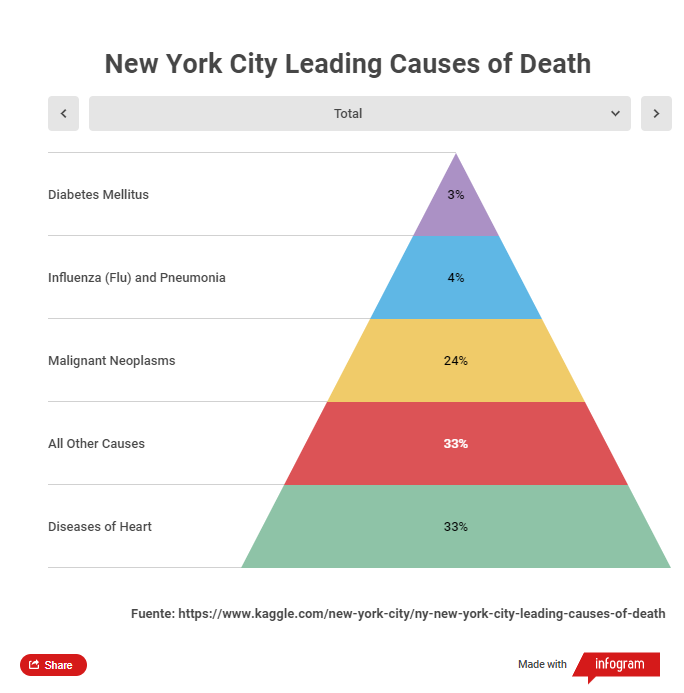 New York City Leading Causes of Death
Total
Diabetes Mellitus
3%
Influenza (Flu) and Pneumonia
4%
Malignant Neoplasms
24%
All Other Causes
33%
Diseases of Heart
33%
Fuente: https://www.kaggle.com/new-york-city/ny-new-york-city-leading-causes-of-death
Share
Made with infogram